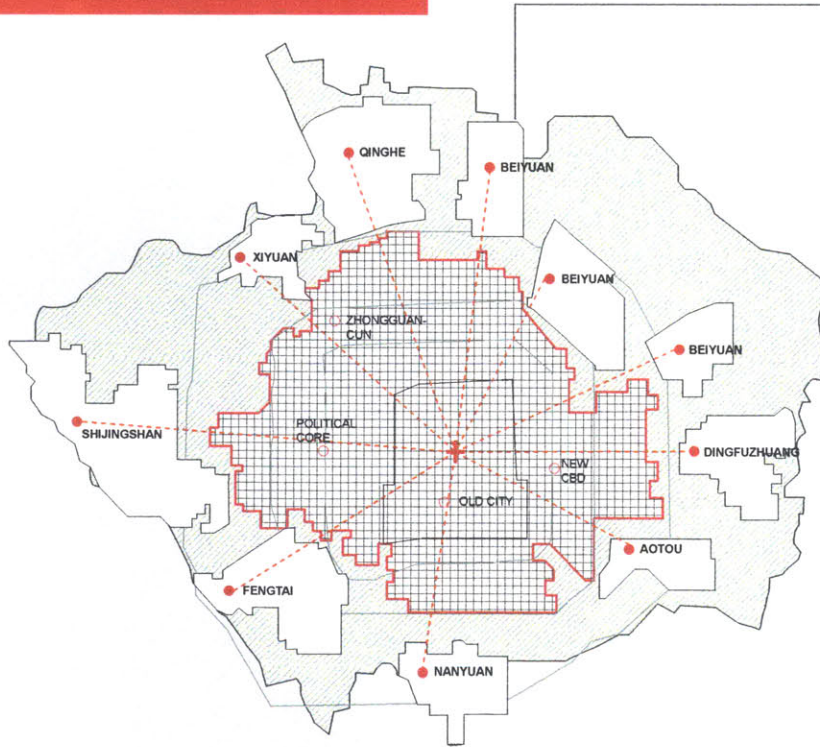 QINGHE
BEIYUAN
XIYUAN
BEIYUAN
ZHONGGUAN-
CUN
BEIYUAN
SHIJINGSHAN
POLITICAL
CORE
DINGFUZHUANG
NEW
CBD
OLD CITY
AOTOU
FENGTAI
NANYUAN